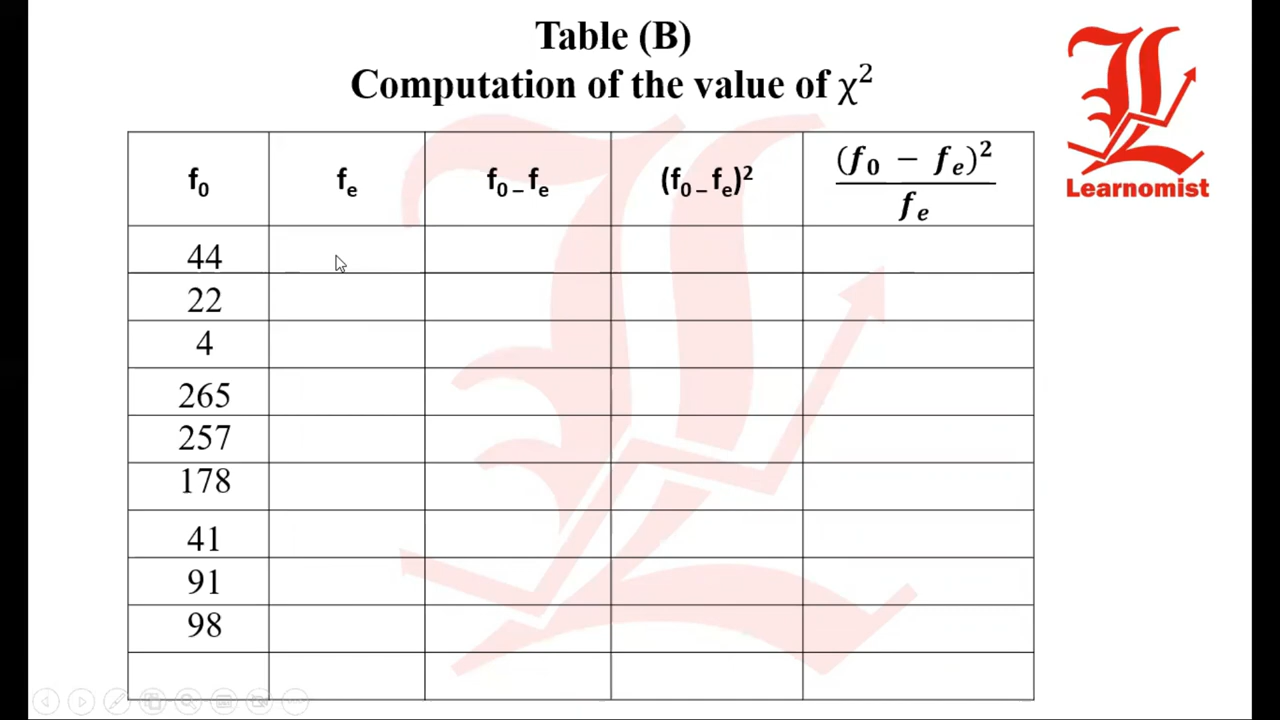 Table (B)
Computation of the value of χ²
Learnomist
f₀ fₑ f₀ – fₑ (f₀ – fₑ)² (f₀ − fₑ)² / fₑ
44
22
4
265
257
178
41
91
98